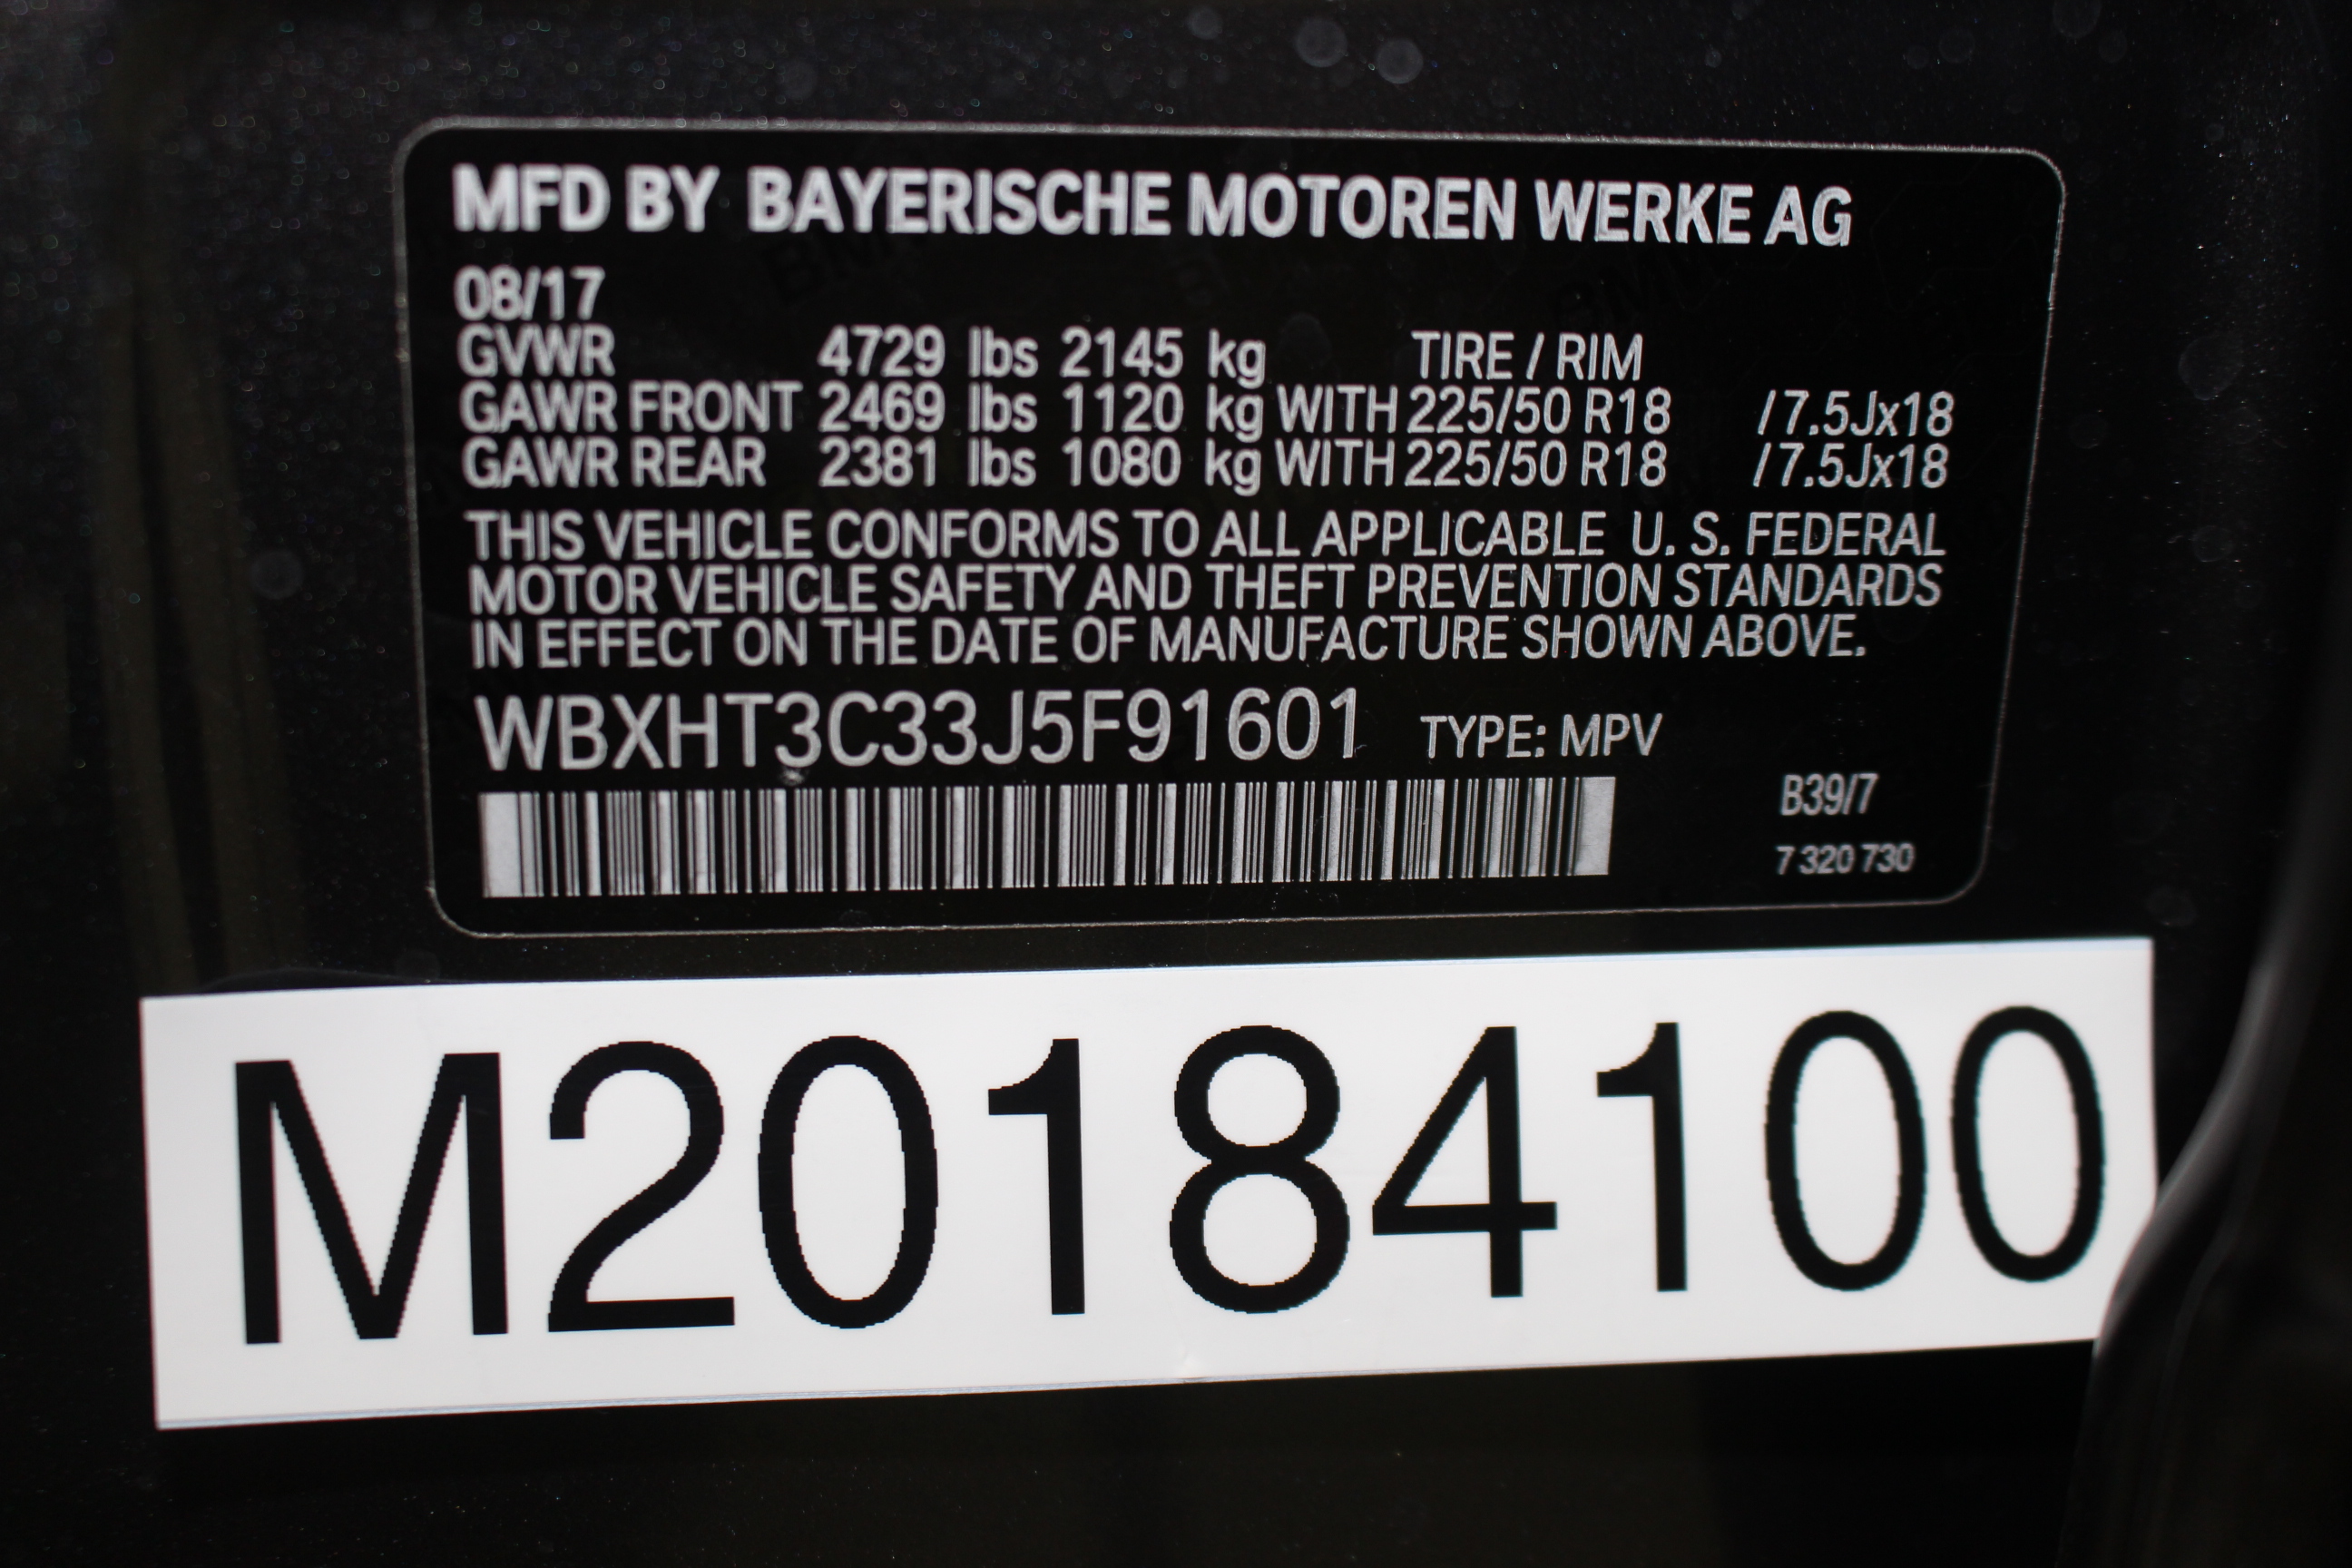 MFD BY BAYERISCHE MOTOREN WERKE AG
08/17
GVWR 4729 lbs 2145 kg TIRE / RIM
GAWR FRONT 2469 lbs 1120 kg WITH 225/50 R18 /7.5Jx18
GAWR REAR 2381 lbs 1080 kg WITH 225/50 R18 /7.5Jx18
THIS VEHICLE CONFORMS TO ALL APPLICABLE U. S. FEDERAL
MOTOR VEHICLE SAFETY AND THEFT PREVENTION STANDARDS
IN EFFECT ON THE DATE OF MANUFACTURE SHOWN ABOVE.
WBXHT3C33J5F91601 TYPE: MPV
B39/7
7 320 730
M20184100